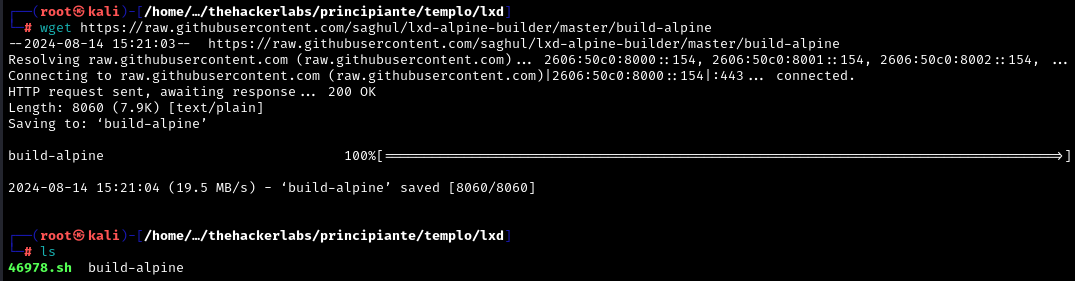 ┌──(root㉿kali)-[/home/…/thehackerlabs/principiante/templo/lxd]
└─# wget https://raw.githubusercontent.com/saghul/lxd-alpine-builder/master/build-alpine
--2024-08-14 15:21:03--  https://raw.githubusercontent.com/saghul/lxd-alpine-builder/master/build-alpine
Resolving raw.githubusercontent.com (raw.githubusercontent.com)... 2606:50c0:8000::154, 2606:50c0:8001::154, 2606:50c0:8002::154, ...
Connecting to raw.githubusercontent.com (raw.githubusercontent.com)|2606:50c0:8000::154|:443... connected.
HTTP request sent, awaiting response... 200 OK
Length: 8060 (7.9K) [text/plain]
Saving to: ‘build-alpine’
build-alpine                              100%[=====================================================================================>]
2024-08-14 15:21:04 (19.5 MB/s) - ‘build-alpine’ saved [8060/8060]
┌──(root㉿kali)-[/home/…/thehackerlabs/principiante/templo/lxd]
└─# ls
46978.sh  build-alpine